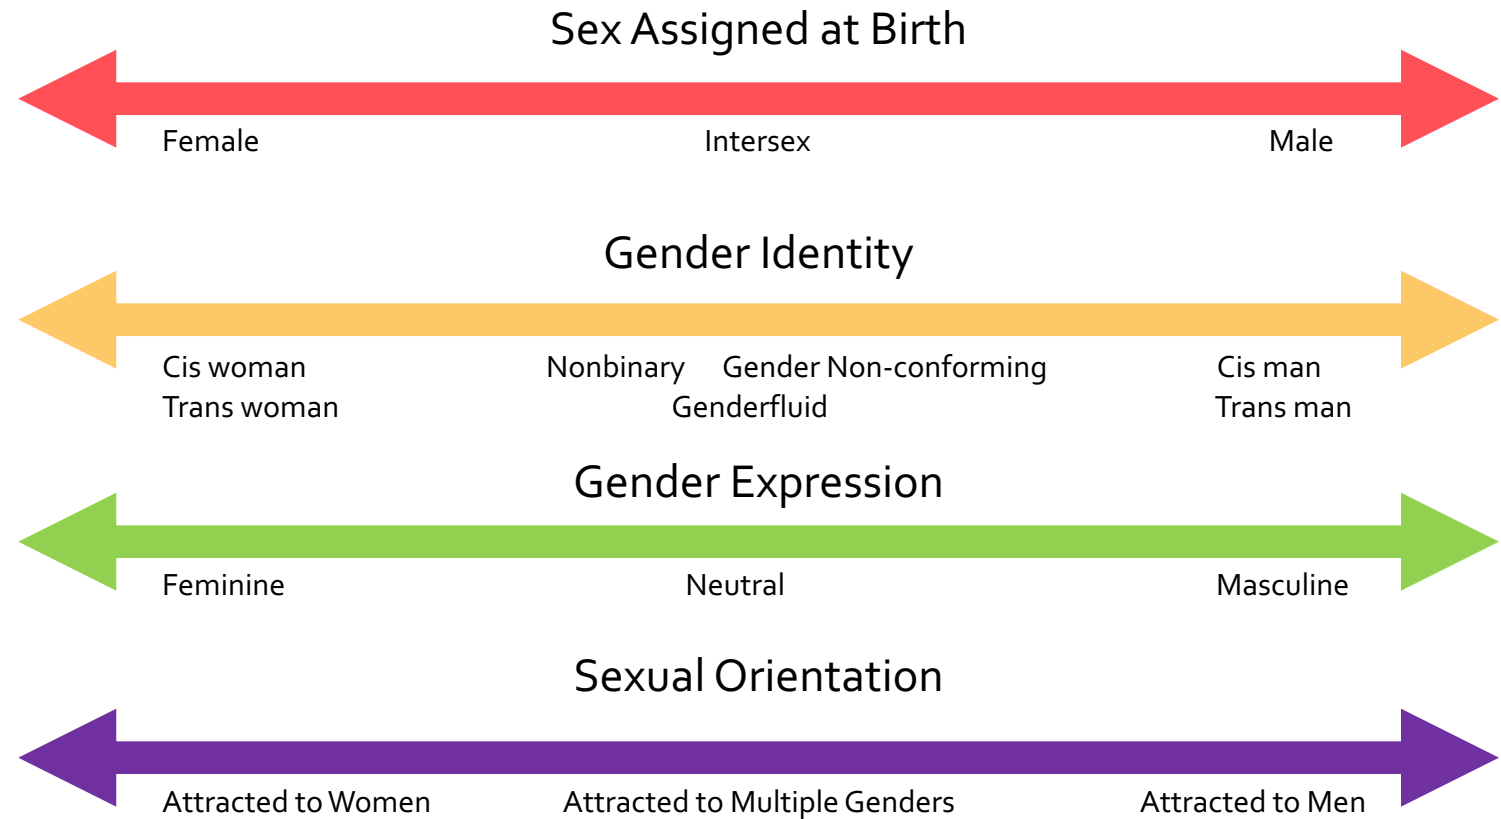 Sex Assigned at Birth
Female Intersex Male
Gender Identity
Cis woman Nonbinary Gender Non-conforming Cis man
Trans woman Genderfluid Trans man
Gender Expression
Feminine Neutral Masculine
Sexual Orientation
Attracted to Women Attracted to Multiple Genders Attracted to Men